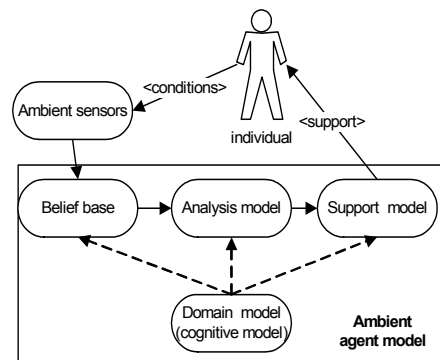 <conditions>
Ambient sensors
individual
<support>
Belief base
Analysis model
Support model
Domain model
(cognitive model)
Ambient
agent model